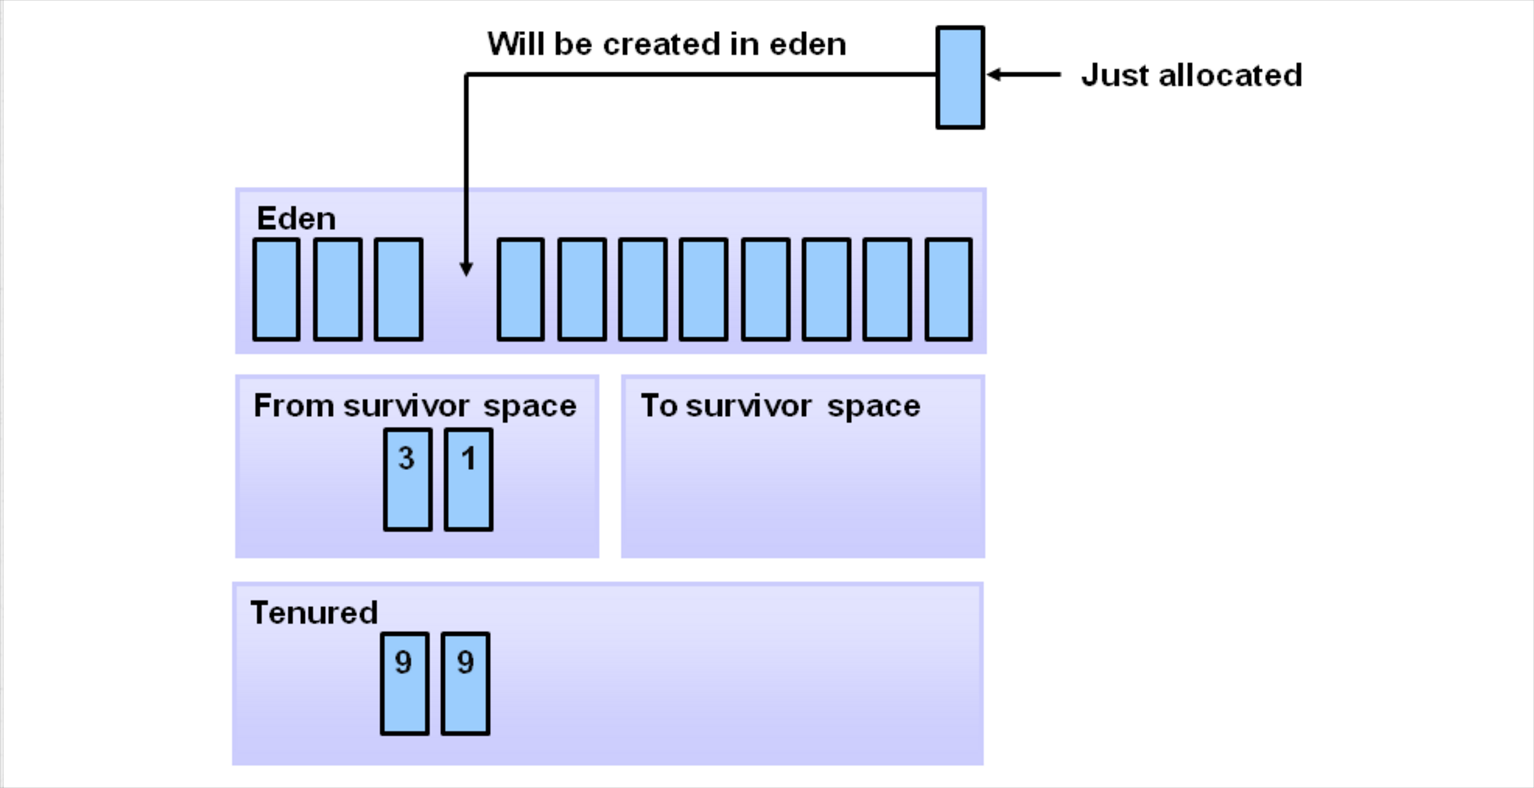 Will be created in eden
Just allocated
Eden
From survivor space
To survivor space
3 1
Tenured
9 9